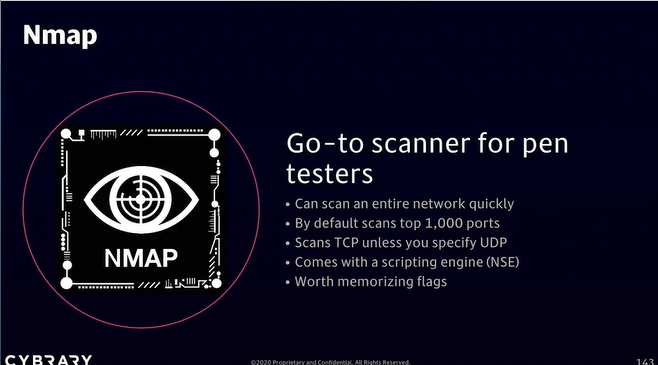 Nmap
NMAP
Go-to scanner for pen
testers
• Can scan an entire network quickly
• By default scans top 1,000 ports
• Scans TCP unless you specify UDP
• Comes with a scripting engine (NSE)
• Worth memorizing flags
CYBRARY
©2020 Proprietary and Confidential. All Rights Reserved.
143